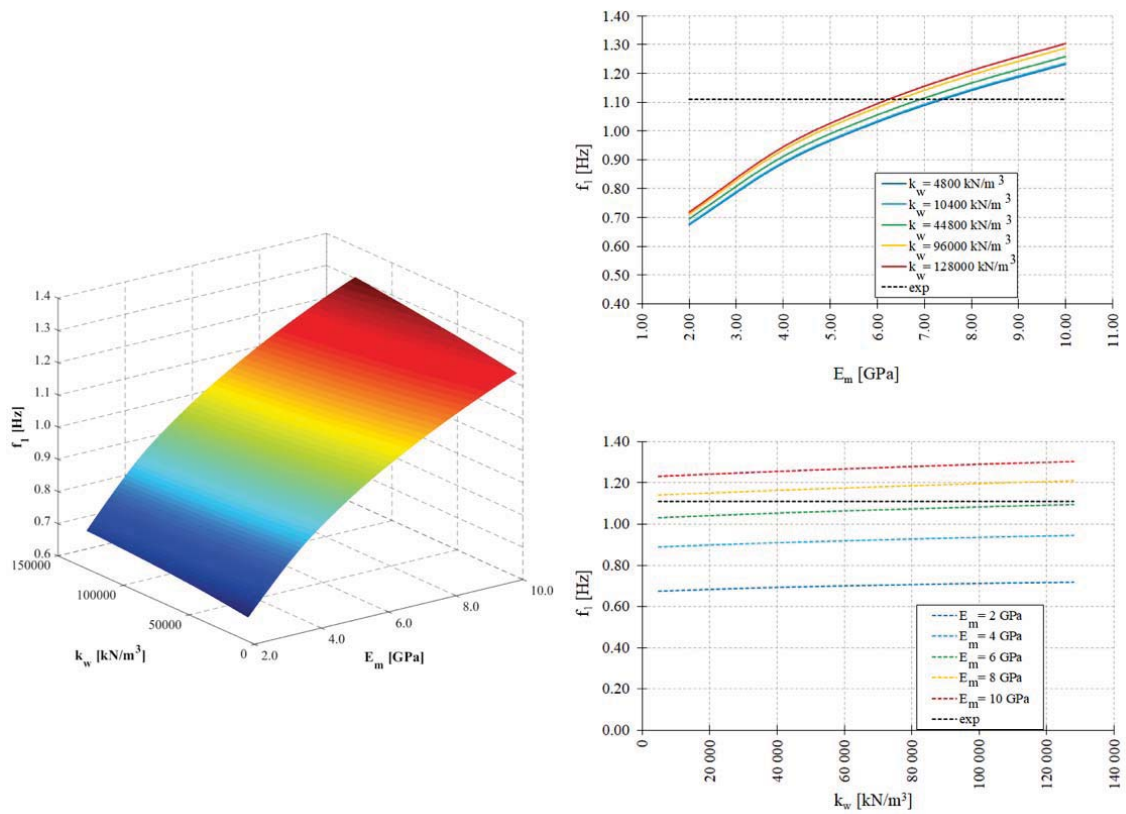 1.4
1.3
1.2
1.1
1.0
0.9
0.8
0.7
0.6
f1 [Hz]
150000
100000
50000
0
kw [kN/m3]
2.0
4.0
6.0
8.0
10.0
Em [GPa]
1.40
1.30
1.20
1.10
1.00
0.90
0.80
0.70
0.60
0.50
0.40
f1 [Hz]
kw = 4800 kN/m3
kw = 10400 kN/m3
kw = 44800 kN/m3
kw = 96000 kN/m3
kw = 128000 kN/m3
exp
1.00
2.00
3.00
4.00
5.00
6.00
7.00
8.00
9.00
10.00
11.00
Em [GPa]
1.40
1.20
1.00
0.80
0.60
0.40
0.20
0.00
f1 [Hz]
Em= 2 GPa
Em= 4 GPa
Em= 6 GPa
Em= 8 GPa
Em= 10 GPa
exp
0
20 000
40 000
60 000
80 000
100 000
120 000
140 000
kw [kN/m3]